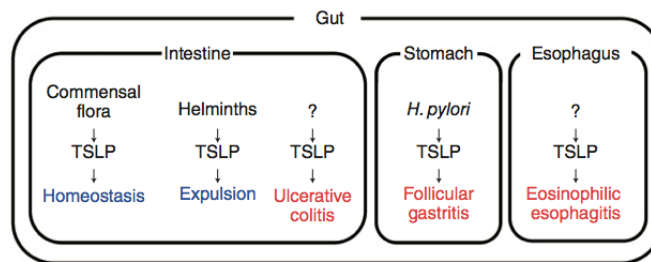 Gut
Intestine
Stomach
Esophagus
Commensal
flora
Helminths
?
H. pylori
?
TSLP
TSLP
TSLP
TSLP
TSLP
Homeostasis
Expulsion
Ulcerative
colitis
Follicular
gastritis
Eosinophilic
esophagitis